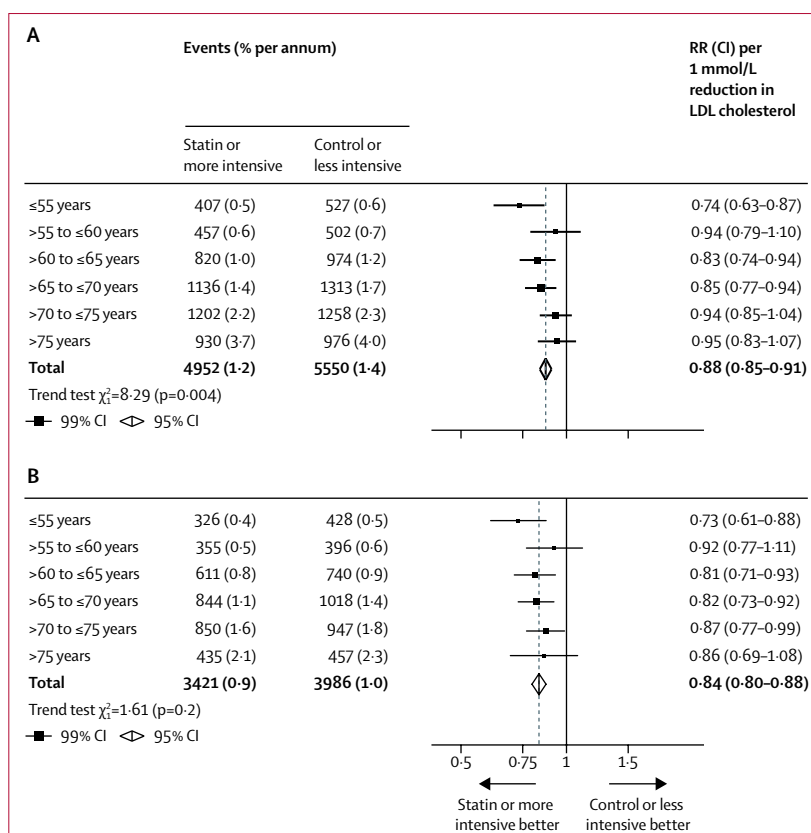 A
Events (% per annum)
RR (CI) per
1 mmol/L
reduction in
LDL cholesterol
Statin or
more intensive
Control or
less intensive
≤55 years 407 (0·5) 527 (0·6) 0·74 (0·63–0·87)
>55 to ≤60 years 457 (0·6) 502 (0·7) 0·94 (0·79–1·10)
>60 to ≤65 years 820 (1·0) 974 (1·2) 0·83 (0·74–0·94)
>65 to ≤70 years 1136 (1·4) 1313 (1·7) 0·85 (0·77–0·94)
>70 to ≤75 years 1202 (2·2) 1258 (2·3) 0·94 (0·85–1·04)
>75 years 930 (3·7) 976 (4·0) 0·95 (0·83–1·07)
Total 4952 (1·2) 5550 (1·4) 0·88 (0·85–0·91)
Trend test χ²₁=8·29 (p=0·004)
99% CI 95% CI
B
≤55 years 326 (0·4) 428 (0·5) 0·73 (0·61–0·88)
>55 to ≤60 years 355 (0·5) 396 (0·6) 0·92 (0·77–1·11)
>60 to ≤65 years 611 (0·8) 740 (0·9) 0·81 (0·71–0·93)
>65 to ≤70 years 844 (1·1) 1018 (1·4) 0·82 (0·73–0·92)
>70 to ≤75 years 850 (1·6) 947 (1·8) 0·87 (0·77–0·99)
>75 years 435 (2·1) 457 (2·3) 0·86 (0·69–1·08)
Total 3421 (0·9) 3986 (1·0) 0·84 (0·80–0·88)
Trend test χ²₁=1·61 (p=0·2)
99% CI 95% CI
0·5 0·75 1 1·5
Statin or more
intensive better
Control or less
intensive better